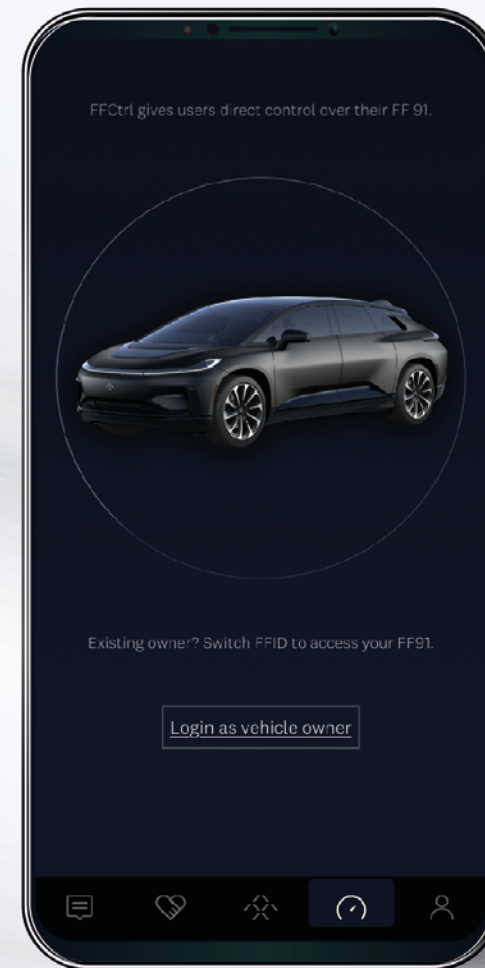 FFCtrl gives users direct control over their FF 91.
Existing owner? Switch FFID to access your FF91.
Login as vehicle owner